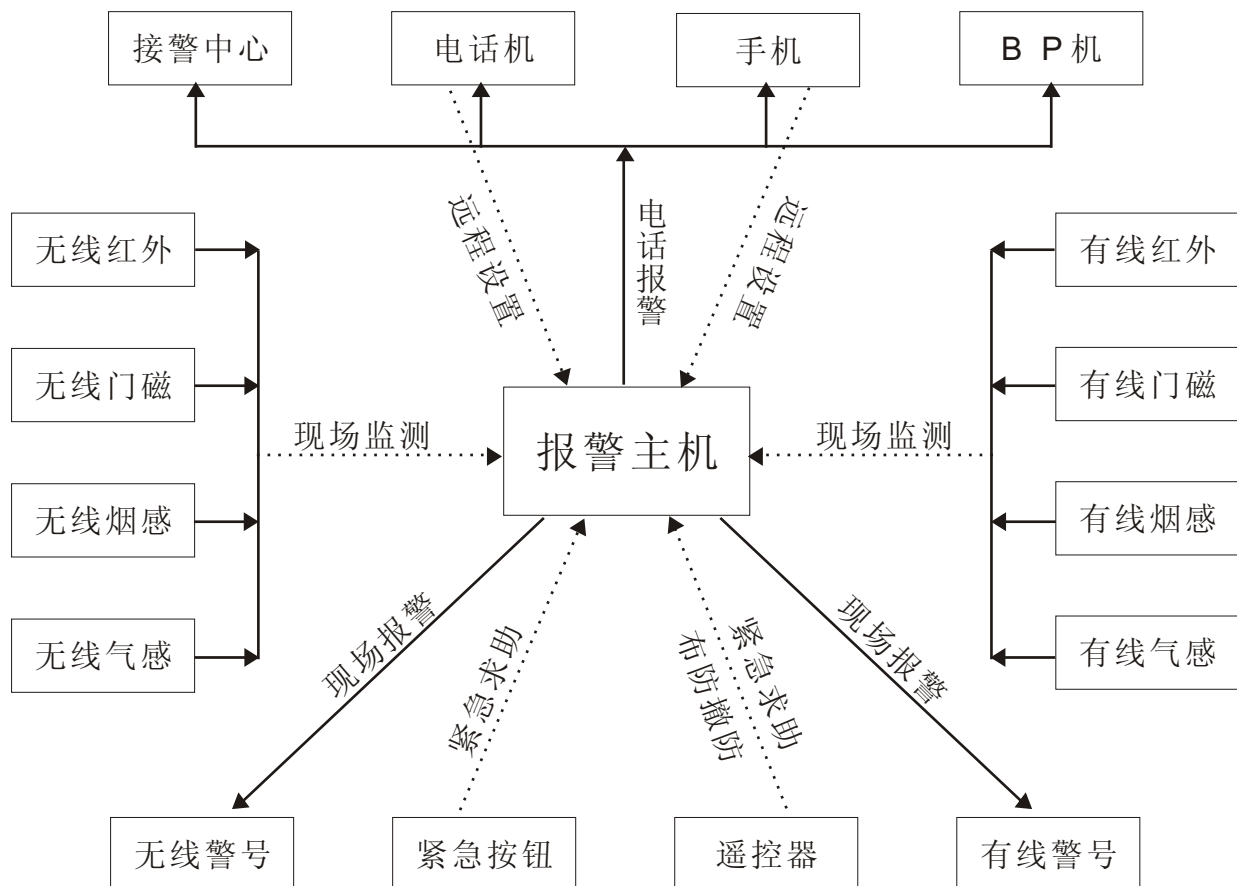 接警中心
电话机
手机
B P机
远程设置
电话报警
远程设置
无线红外
有线红外
无线门磁
有线门磁
现场监测
报警主机
现场监测
无线烟感
有线烟感
无线气感
有线气感
现场报警
紧急求助
紧急求助
布防撤防
现场报警
无线警号
紧急按钮
遥控器
有线警号